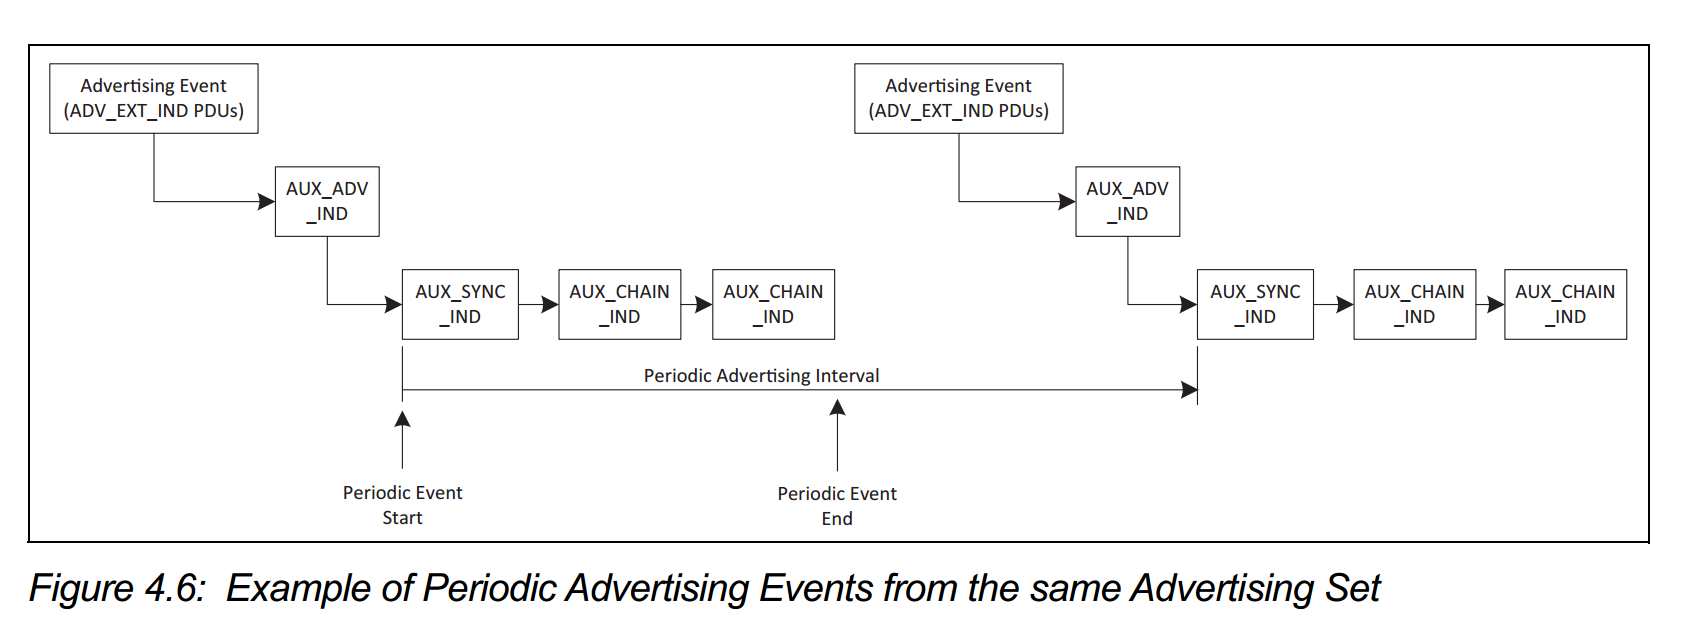 Advertising Event
(ADV_EXT_IND PDUs)
Advertising Event
(ADV_EXT_IND PDUs)
AUX_ADV
_IND
AUX_ADV
_IND
AUX_SYNC
_IND
AUX_CHAIN
_IND
AUX_CHAIN
_IND
AUX_SYNC
_IND
AUX_CHAIN
_IND
AUX_CHAIN
_IND
Periodic Advertising Interval
Periodic Event
Start
Periodic Event
End
Figure 4.6: Example of Periodic Advertising Events from the same Advertising Set